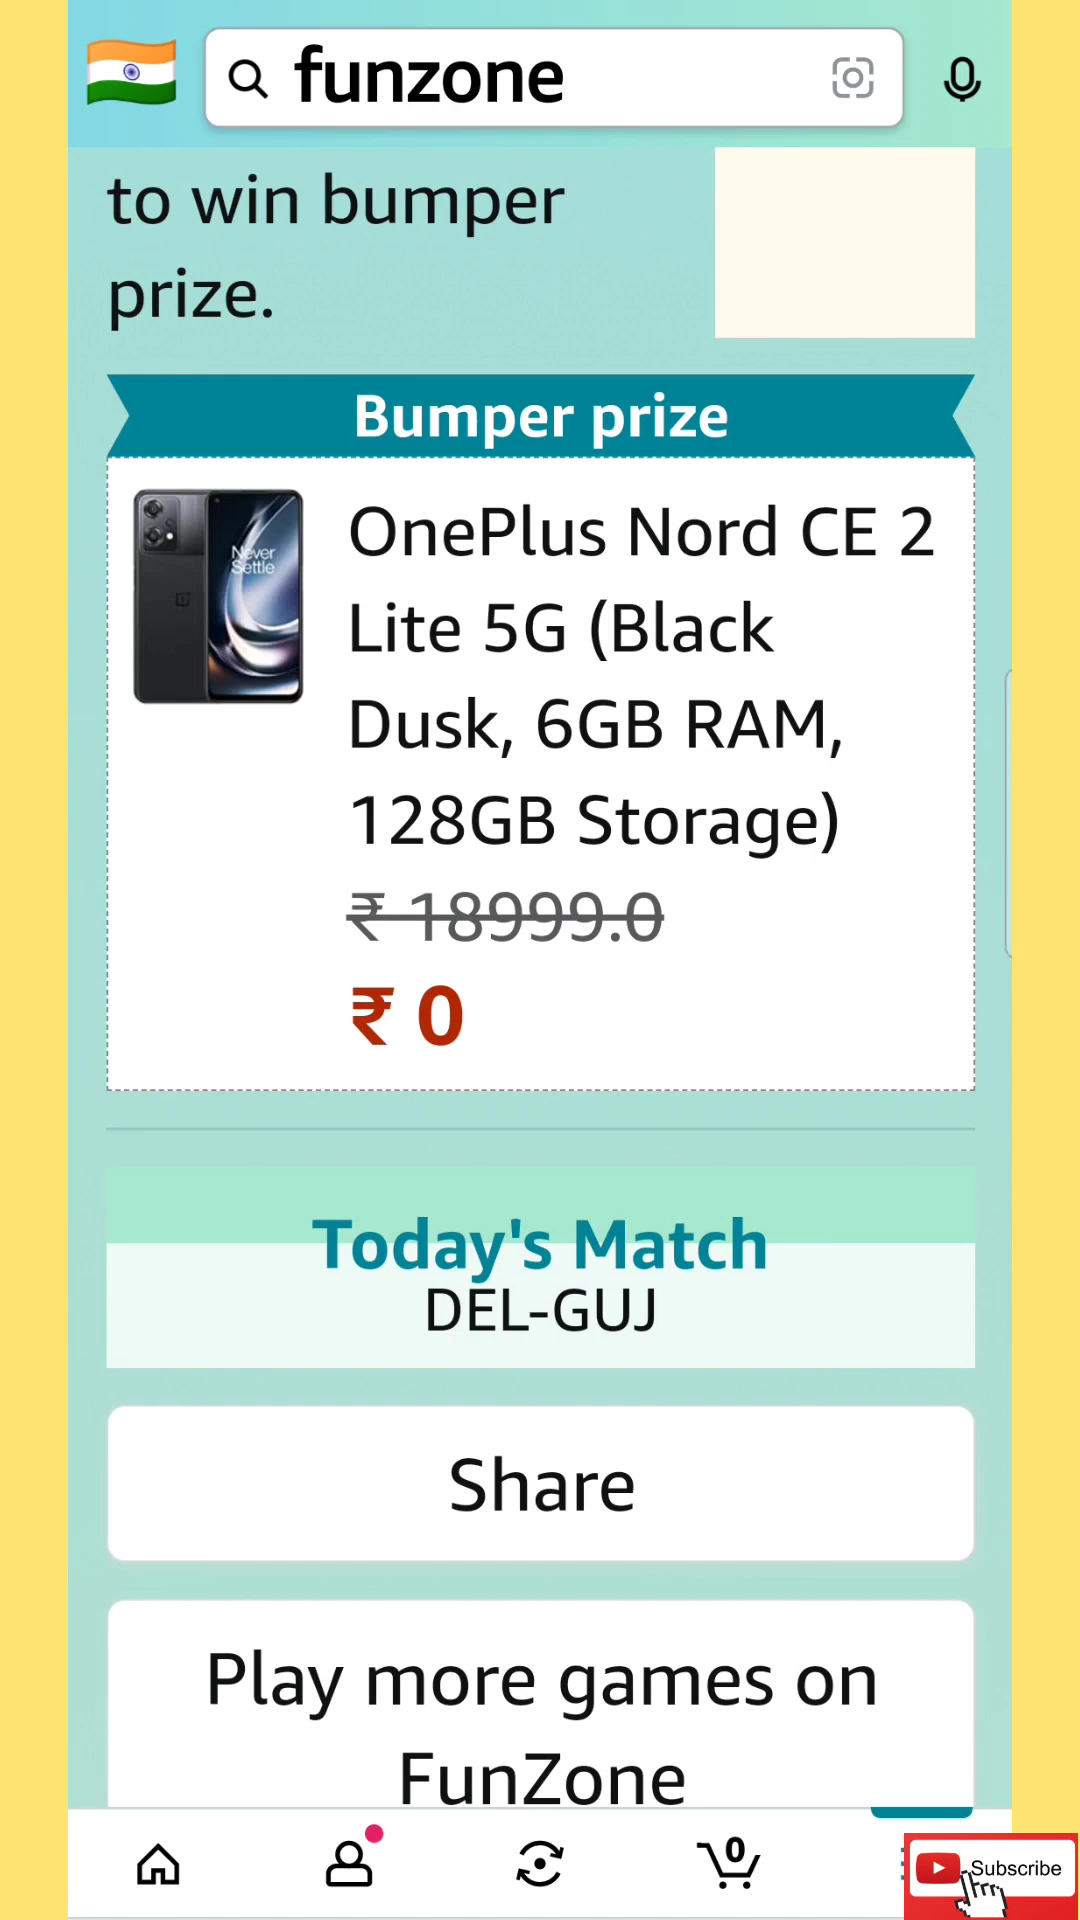 funzone
to win bumper
prize.
Bumper prize
Never
Settle
OnePlus Nord CE 2
Lite 5G (Black
Dusk, 6GB RAM,
128GB Storage)
₹ 18999.0
₹ 0
Today's Match
DEL-GUJ
Share
Play more games on
FunZone
0
Subscribe